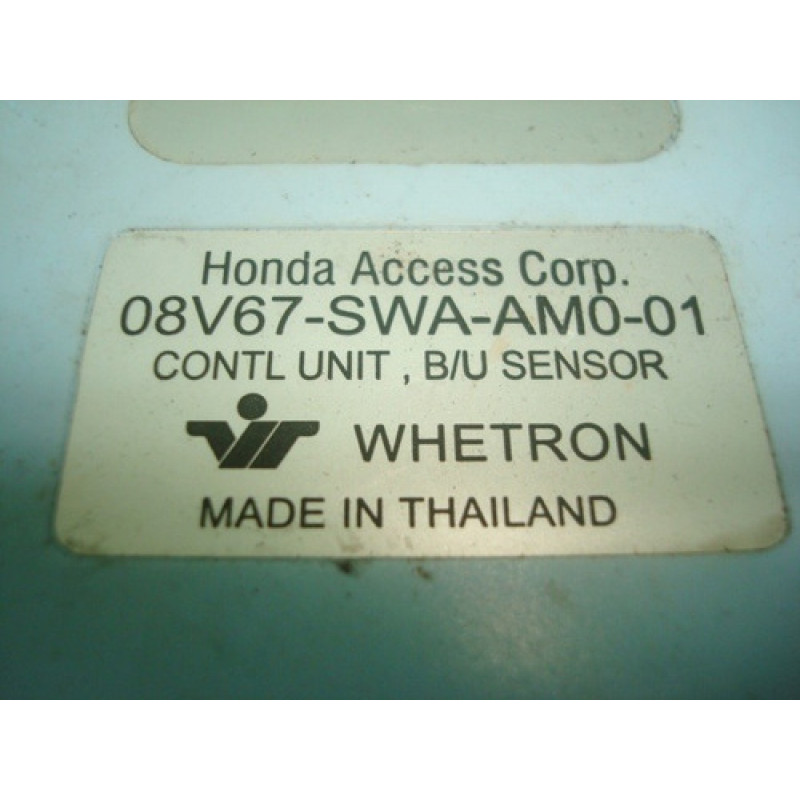 Honda Access Corp.
08V67-SWA-AM0-01
CONTL UNIT , B/U SENSOR
WHETRON
MADE IN THAILAND